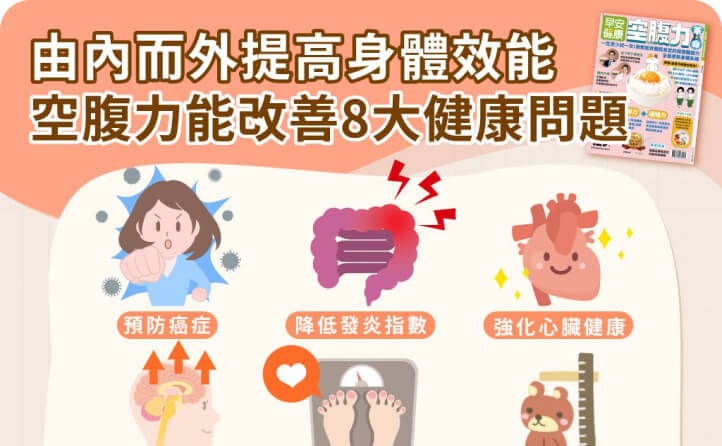 由內而外提高身體效能
空腹力能改善8大健康問題
早安
健康
空腹力
預防癌症
降低發炎指數
強化心臟健康